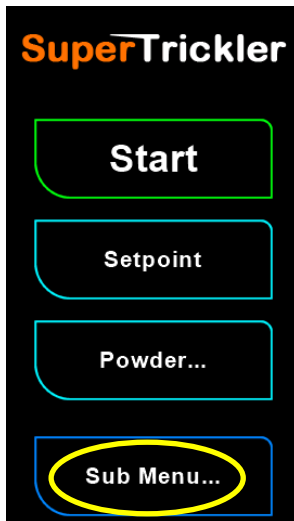 SuperTrickler
Start
Setpoint
Powder...
Sub Menu...